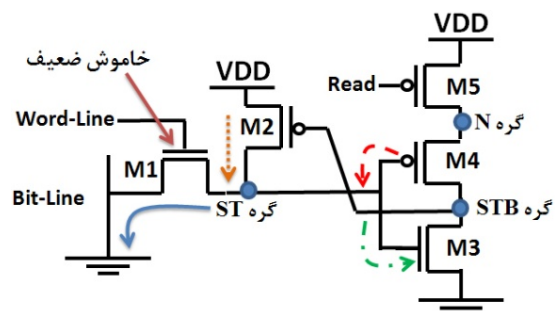 خاموش ضعیف
VDD
VDD
Read
M5
Word-Line
M2
گره N
M1
M4
Bit-Line
گره ST
گره STB
M3